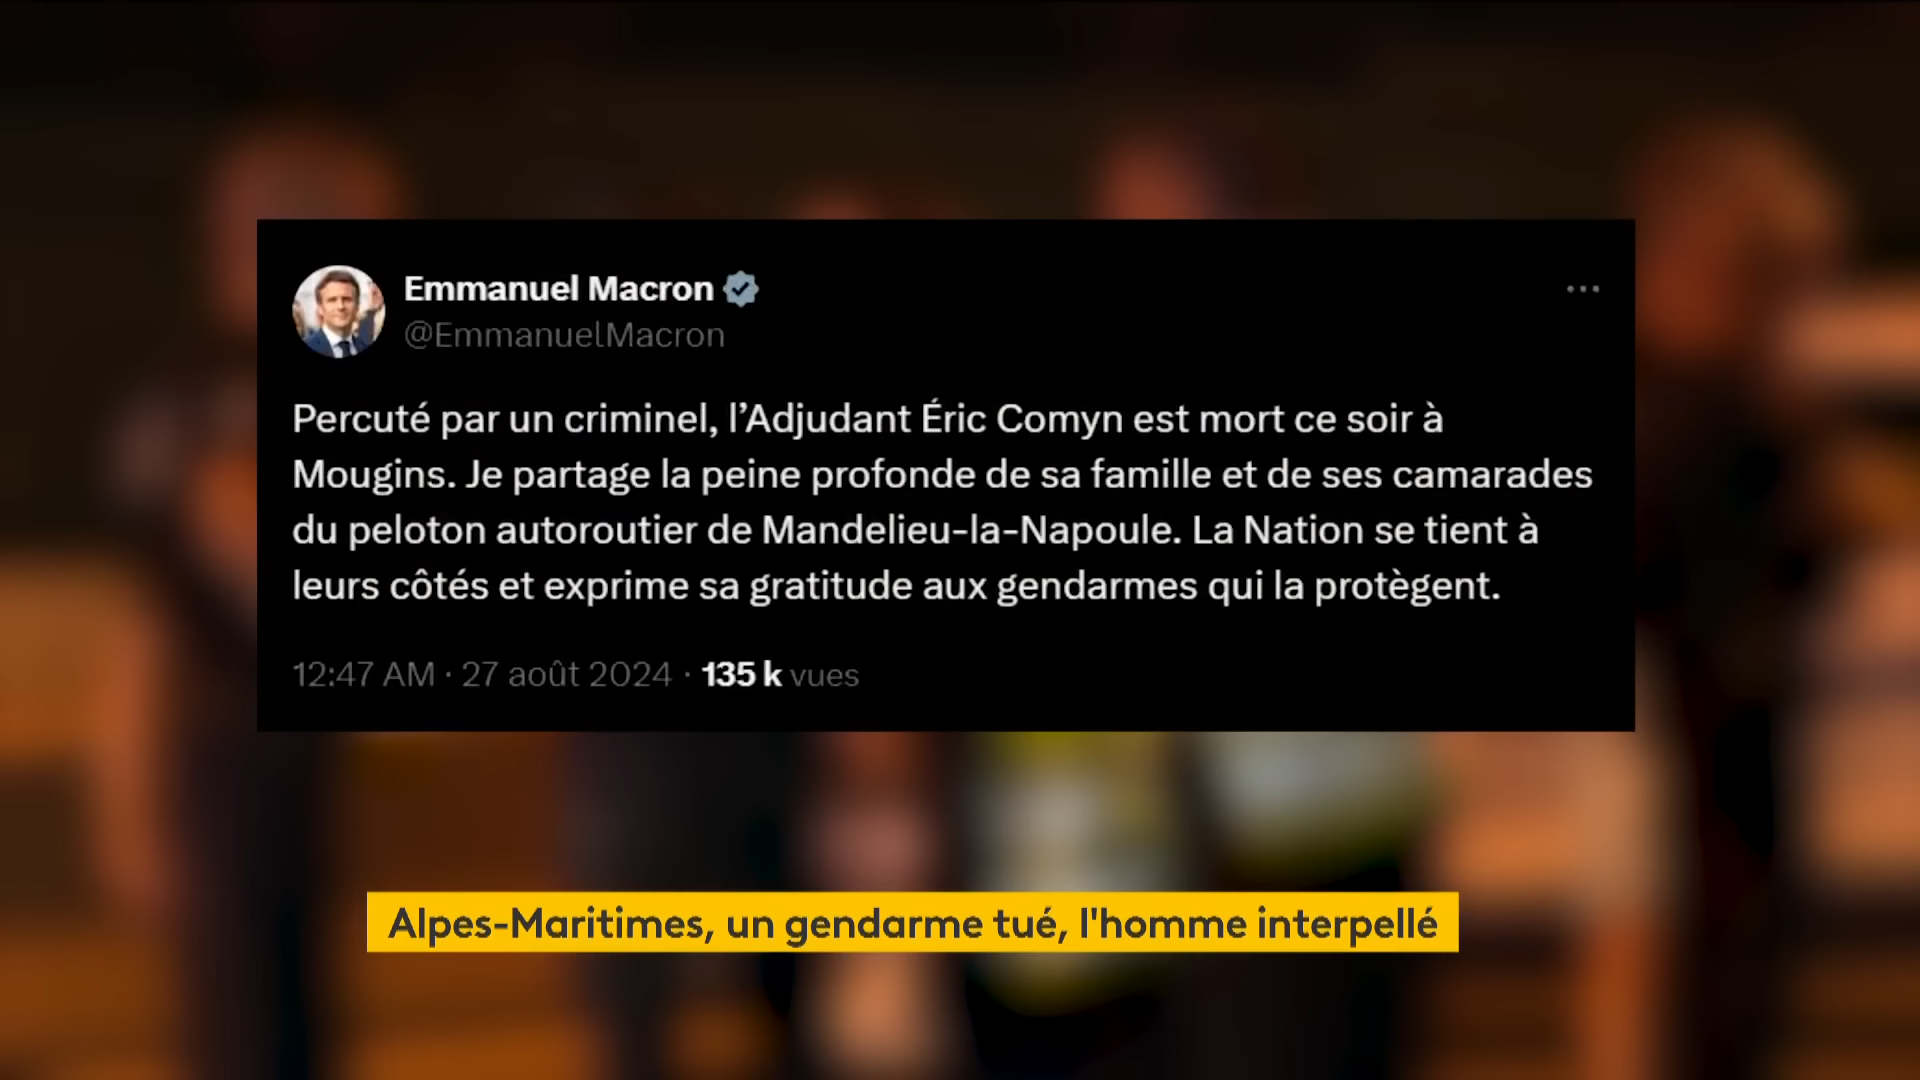 Emmanuel Macron
@EmmanuelMacron
Percuté par un criminel, l’Adjudant Éric Comyn est mort ce soir à
Mougins. Je partage la peine profonde de sa famille et de ses camarades
du peloton autoroutier de Mandelieu-la-Napoule. La Nation se tient à
leurs côtés et exprime sa gratitude aux gendarmes qui la protègent.
12:47 AM · 27 août 2024 · 135 k vues
Alpes-Maritimes, un gendarme tué, l'homme interpellé